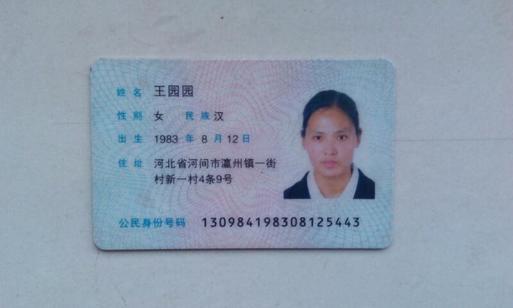 姓名 王园园
性别 女 民族 汉
出生 1983 年 8 月 12 日
住址 河北省河间市瀛州镇一街
村新一村4条9号
公民身份号码 130984198308125443